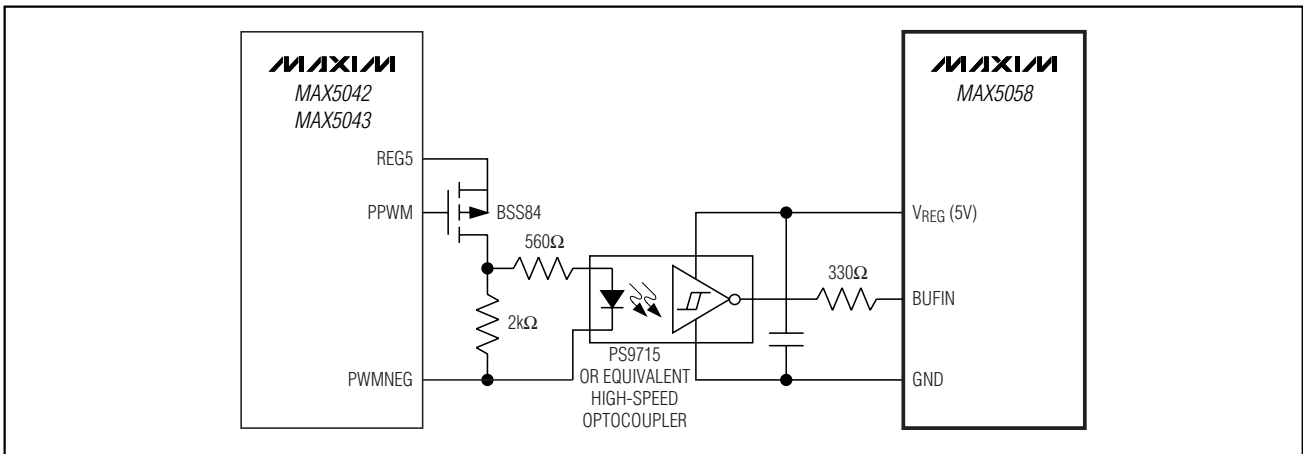 MAXIM
MAX5042
MAX5043
REG5
PPWM
PWMNEG
BSS84
560Ω
2kΩ
PS9715
OR EQUIVALENT
HIGH-SPEED
OPTOCOUPLER
330Ω
MAXIM
MAX5058
VREG (5V)
BUFIN
GND